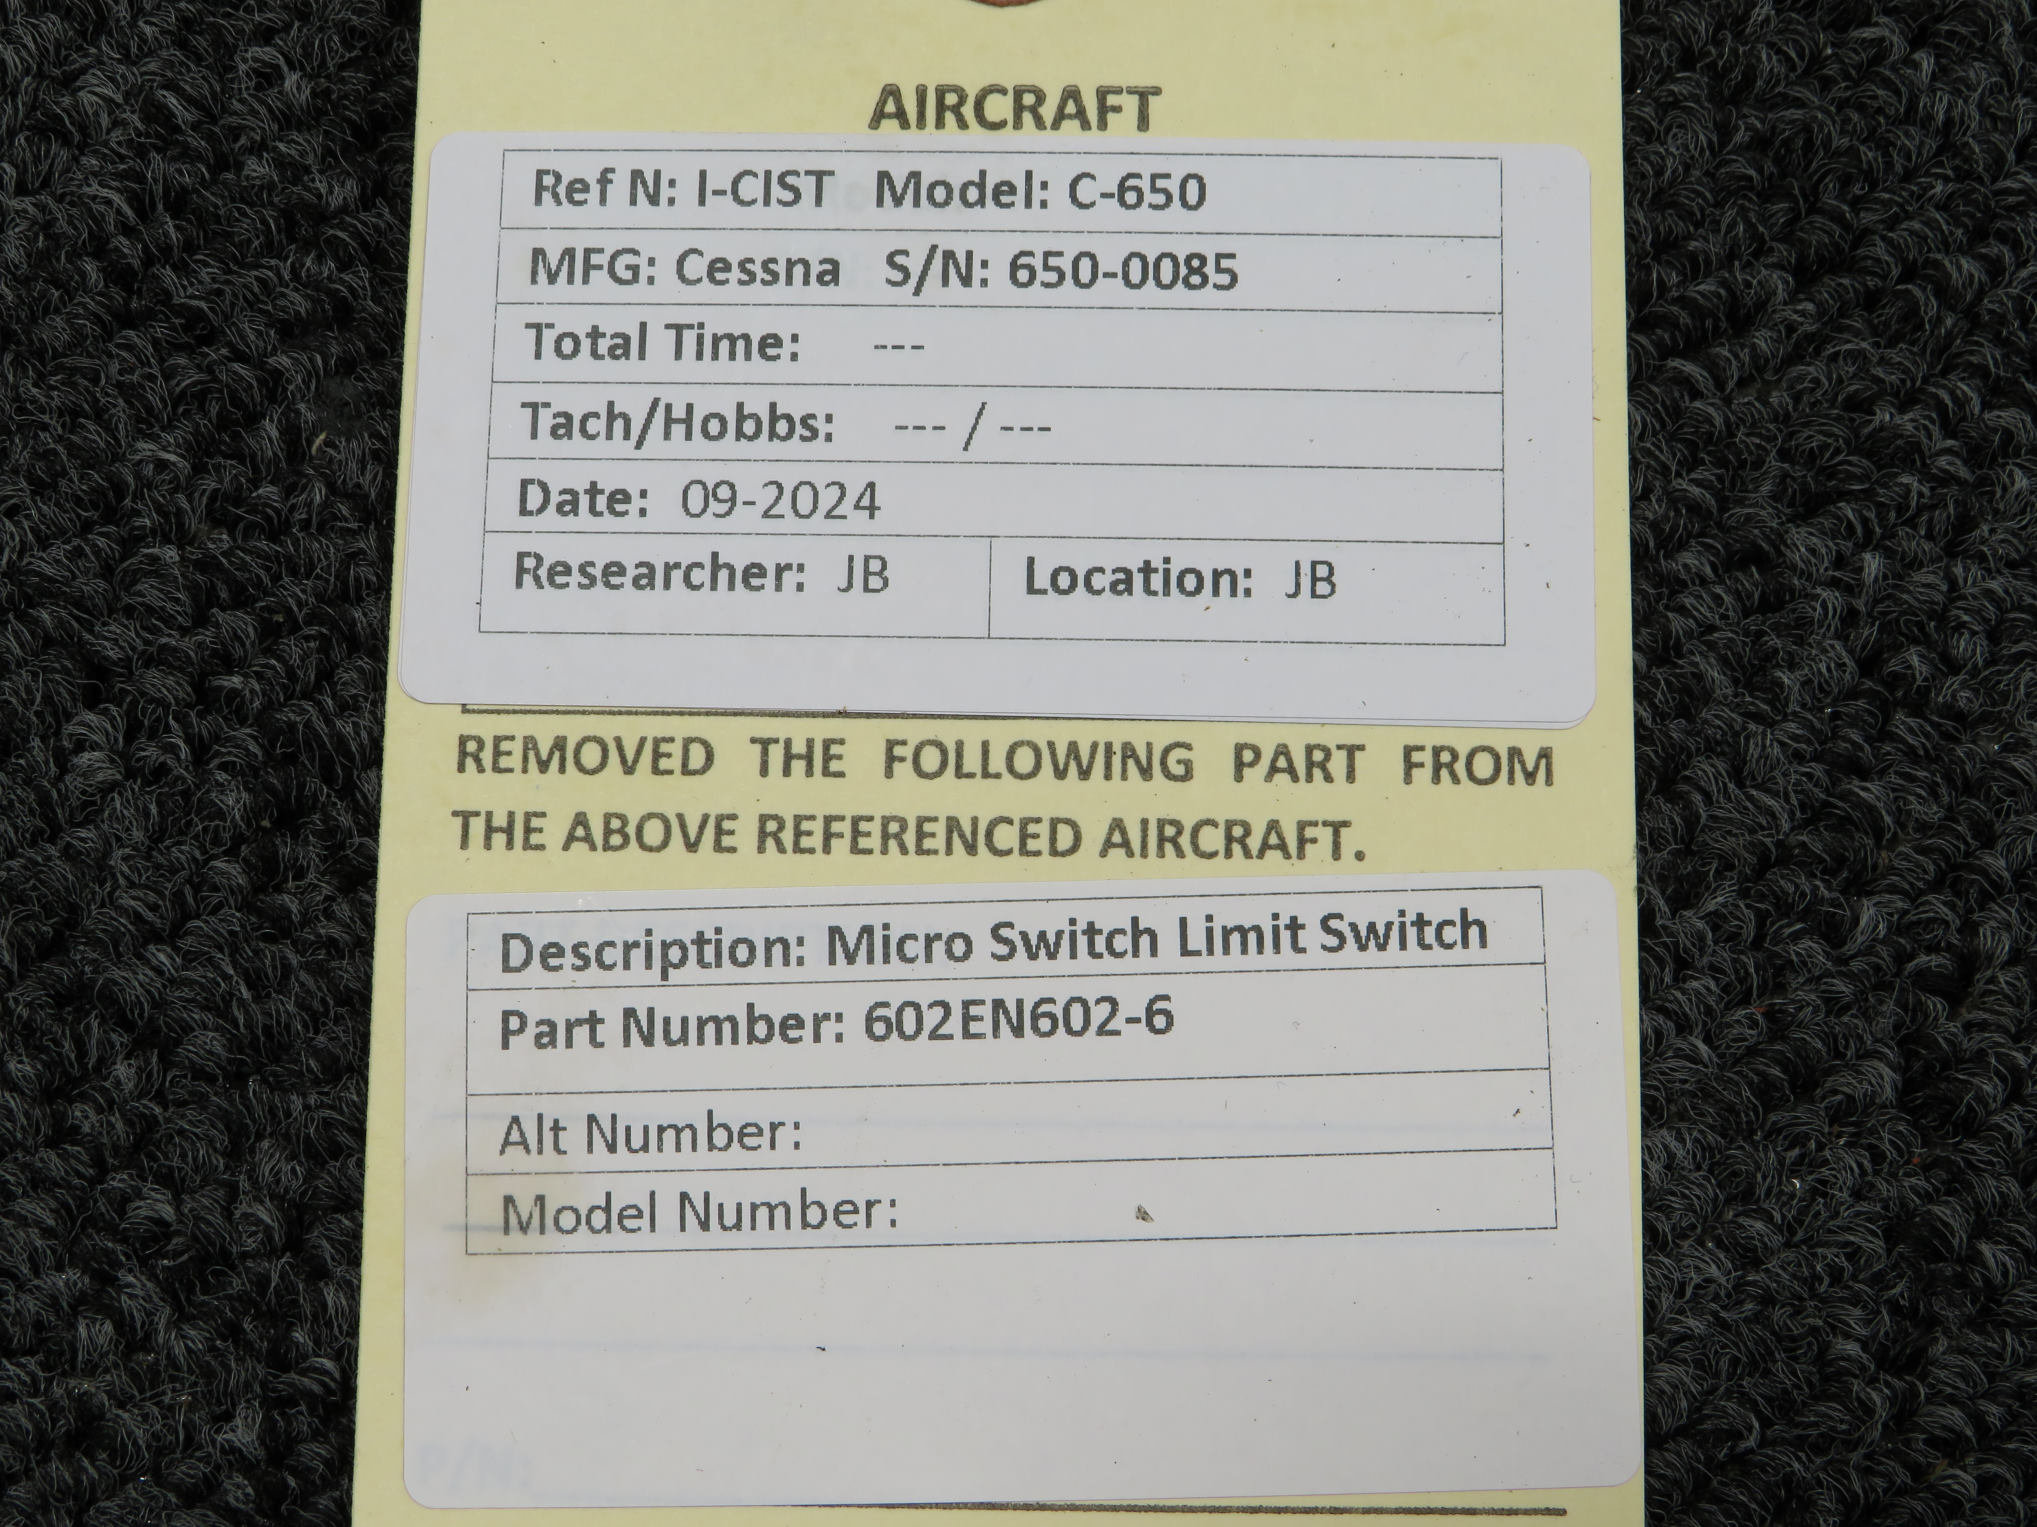 AIRCRAFT
Ref N: I-CIST Model: C-650
MFG: Cessna S/N: 650-0085
Total Time: ---
Tach/Hobbs: --- / ---
Date: 09-2024
Researcher: JB Location: JB
REMOVED THE FOLLOWING PART FROM
THE ABOVE REFERENCED AIRCRAFT.
Description: Micro Switch Limit Switch
Part Number: 602EN602-6
Alt Number:
Model Number:
P/N: